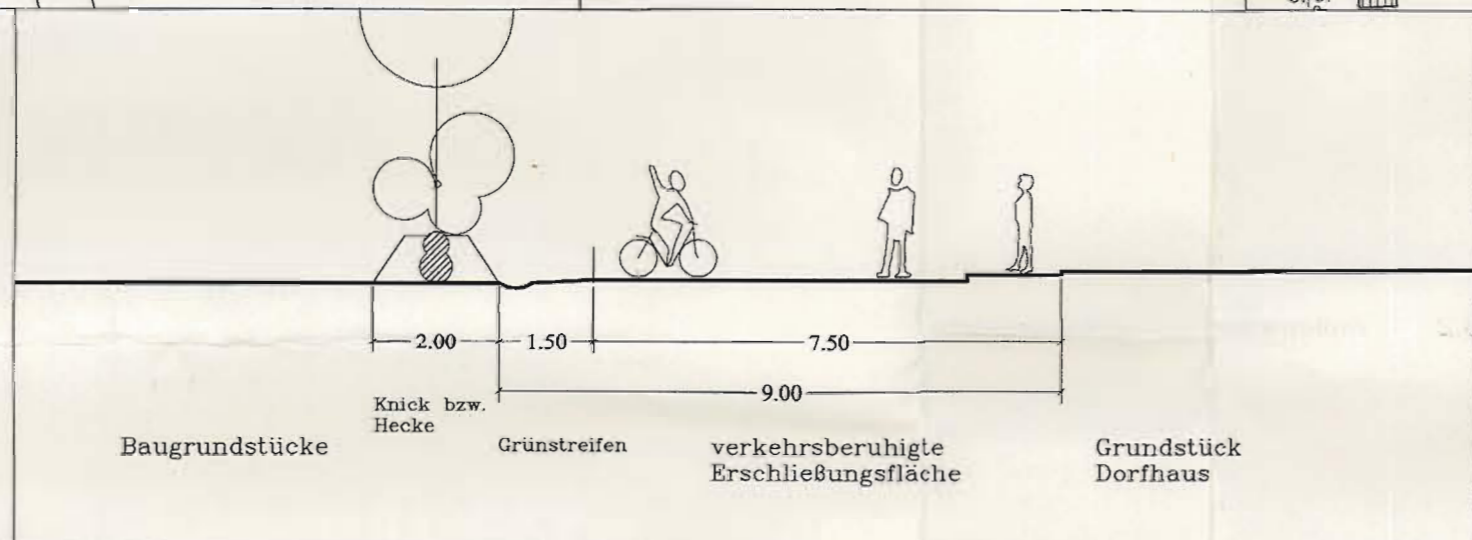 2.00
1.50
7.50
9.00
Knick bzw.
Hecke
Baugrundstücke
Grünstreifen
verkehrsberuhigte
Erschließungsfläche
Grundstück
Dorfhaus